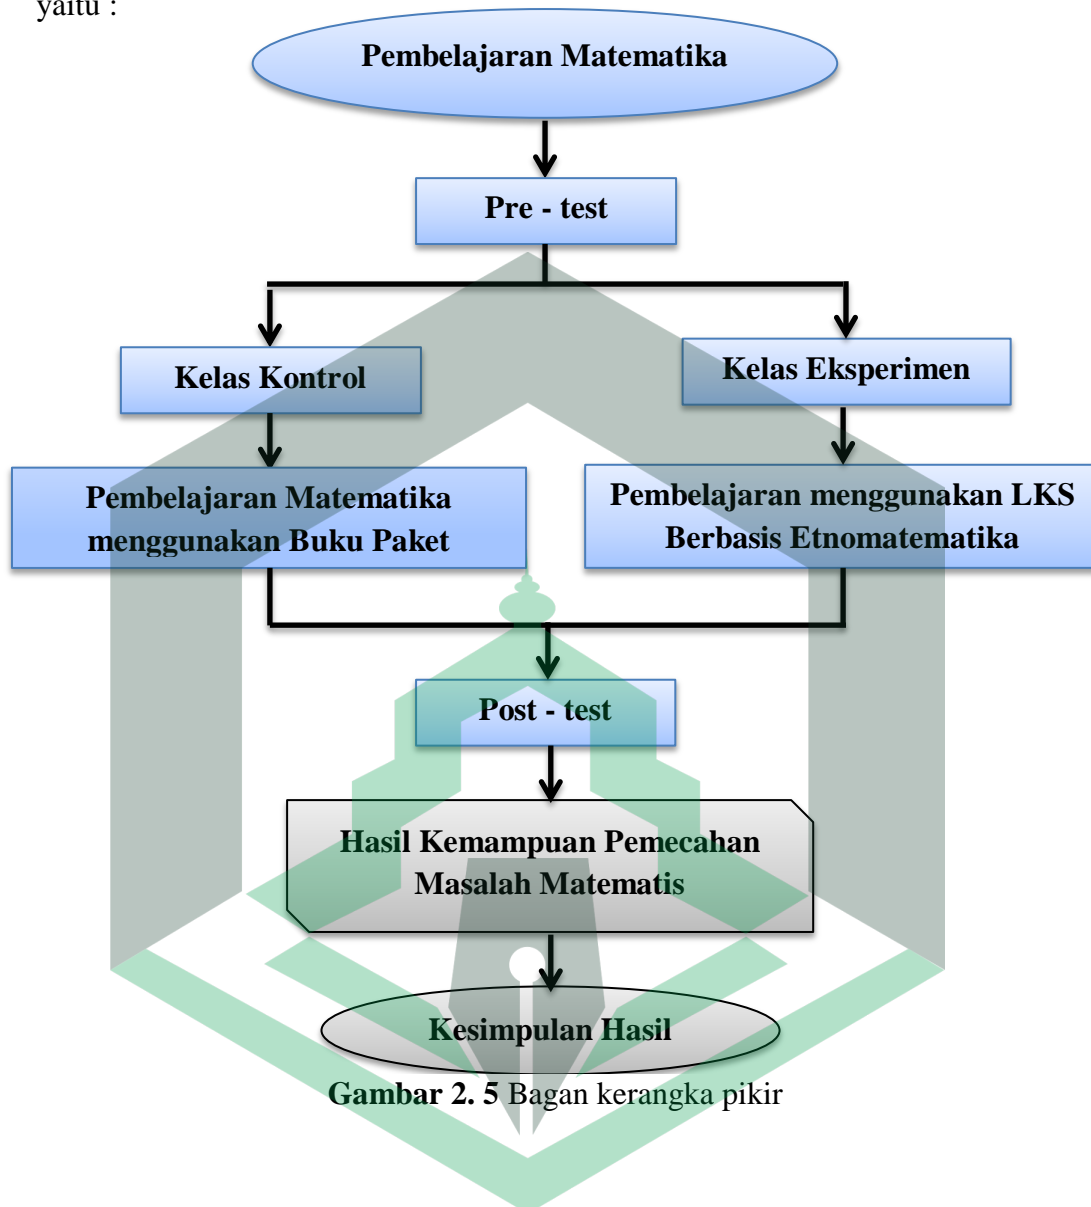 yaitu :
Pembelajaran Matematika
Pre - test
Kelas Kontrol
Kelas Eksperimen
Pembelajaran Matematika
menggunakan Buku Paket
Pembelajaran menggunakan LKS
Berbasis Etnomatematika
Post - test
Hasil Kemampuan Pemecahan
Masalah Matematis
Kesimpulan Hasil
Gambar 2. 5 Bagan kerangka pikir